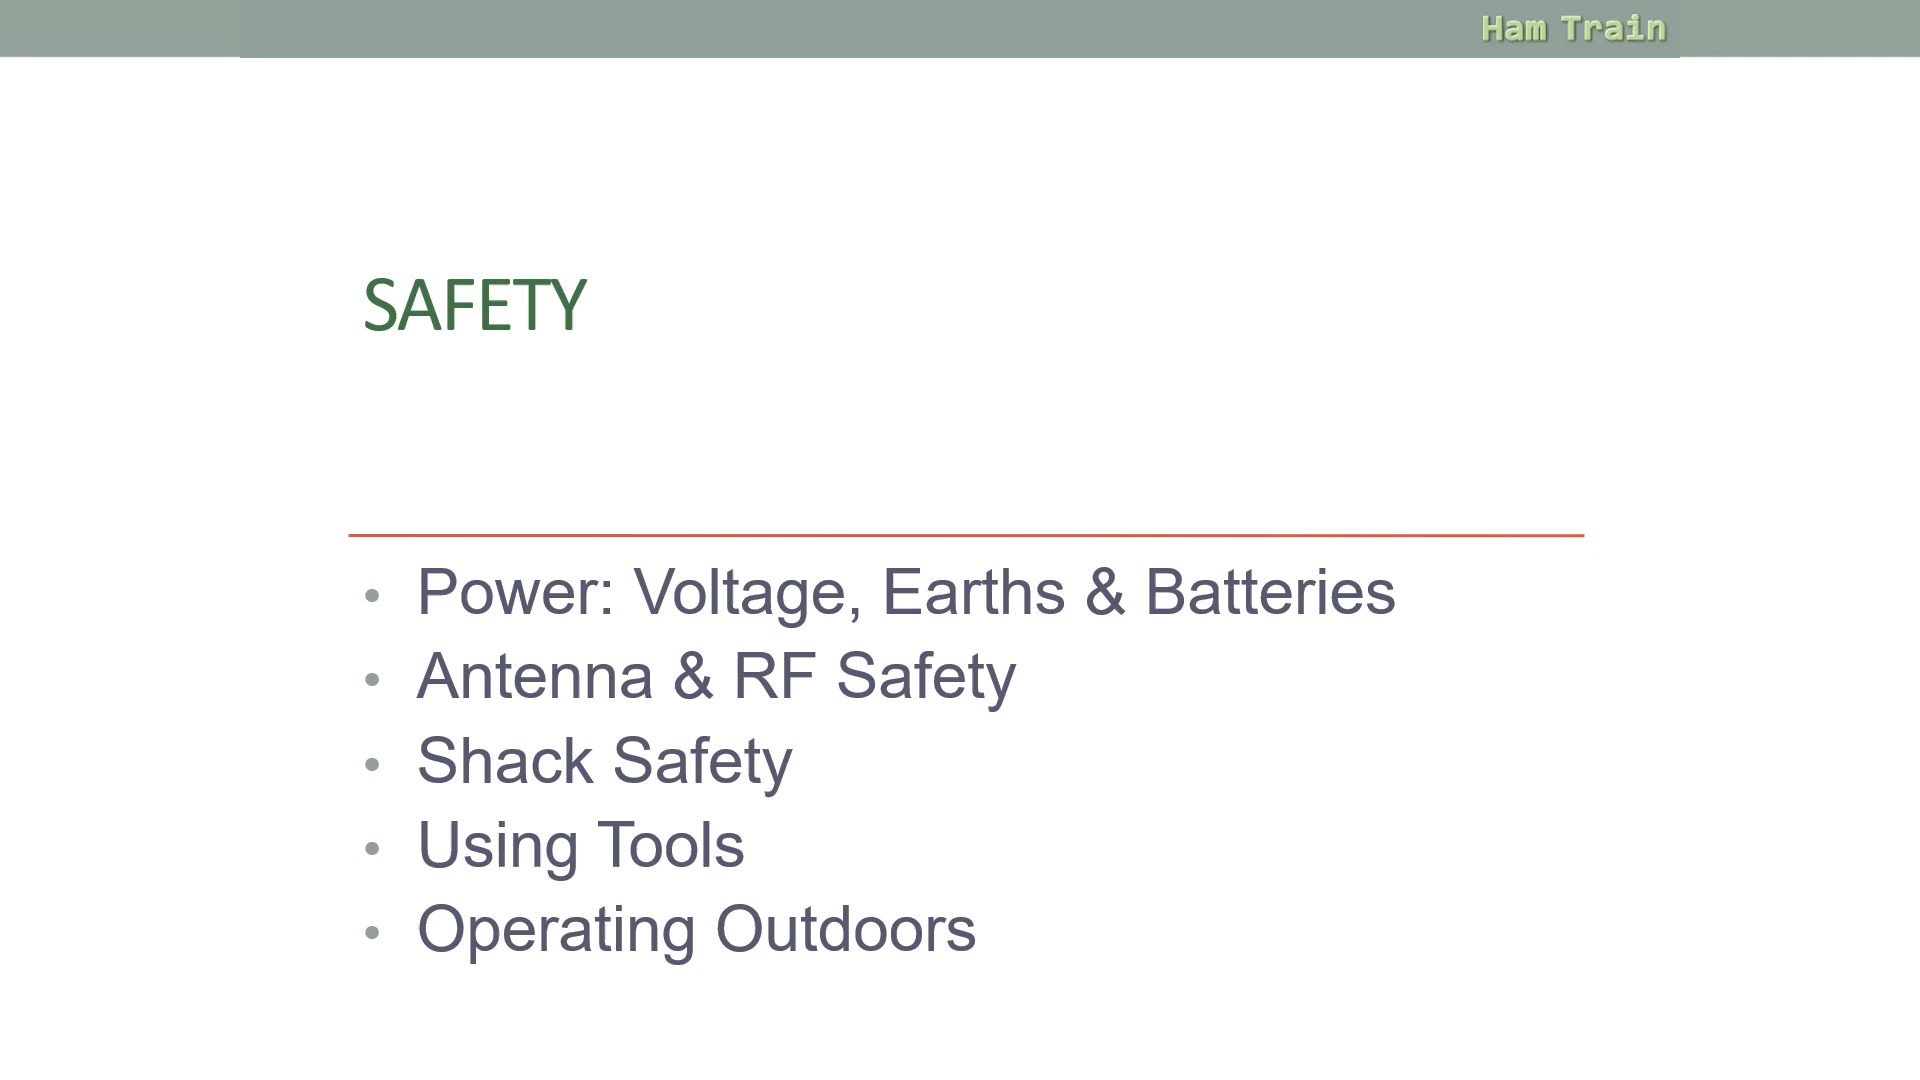 Ham Train
SAFETY
• Power: Voltage, Earths & Batteries
• Antenna & RF Safety
• Shack Safety
• Using Tools
• Operating Outdoors